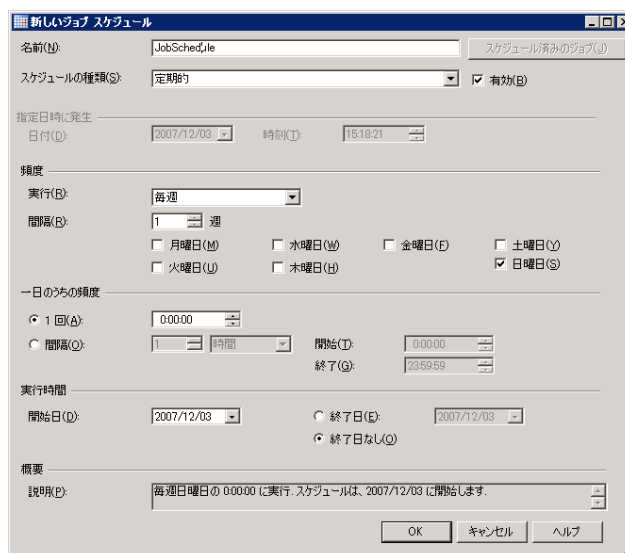 新しいジョブ スケジュール
名前(N): JobSchedule スケジュール済みのジョブ(J)
スケジュールの種類(S): 定期的 有効(B)
指定日時に発生
日付(D): 2007/12/03 時刻(T): 15:18:21
頻度
実行(R): 毎週
間隔(R): 1 週
月曜日(M) 水曜日(W) 金曜日(F) 土曜日(Y)
火曜日(U) 木曜日(H) 日曜日(S)
一日のうちの頻度
1 回(A): 0:00:00
間隔(O): 1 時間 開始(T): 0:00:00
終了(G): 23:59:59
実行時間
開始日(D): 2007/12/03 終了日(E): 2007/12/03
終了日なし(O)
概要
説明(P): 毎週日曜日の 0:00:00 に実行. スケジュールは、2007/12/03 に開始します.
OK キャンセル ヘルプ